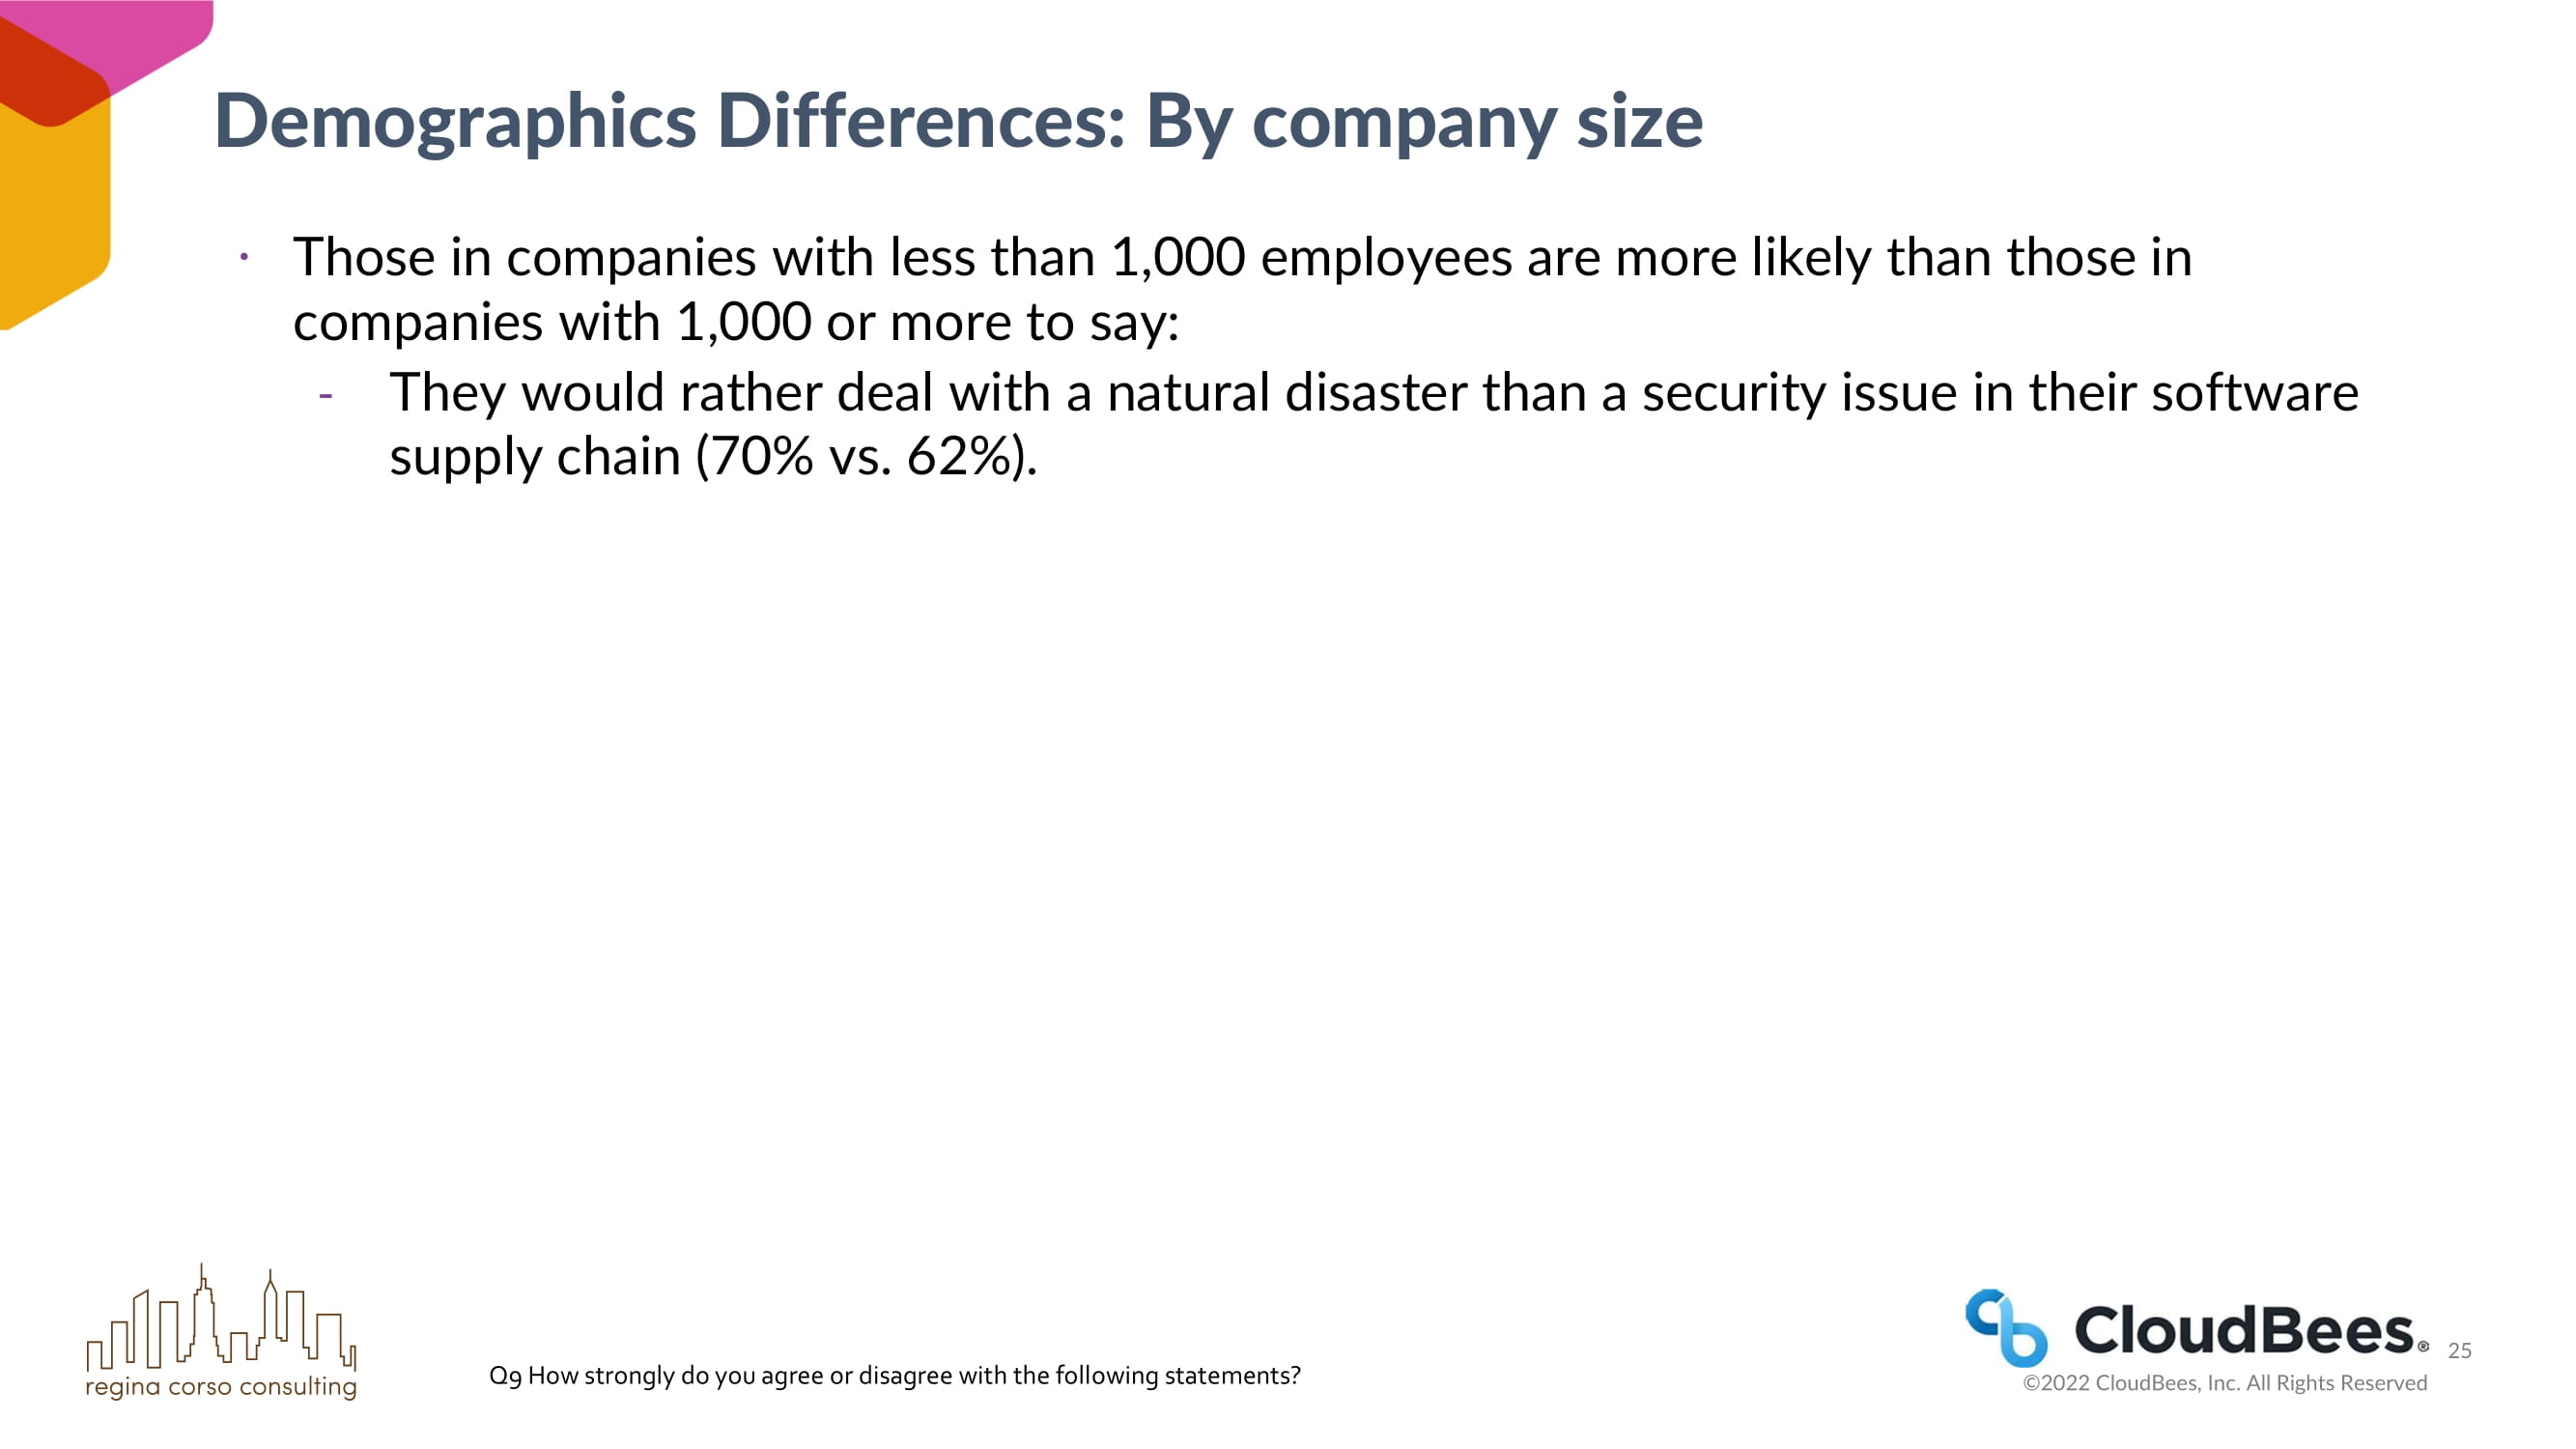 Demographics Differences: By company size
· Those in companies with less than 1,000 employees are more likely than those in
companies with 1,000 or more to say:
- They would rather deal with a natural disaster than a security issue in their software
supply chain (70% vs. 62%).
regina corso consulting
Q9 How strongly do you agree or disagree with the following statements?
CloudBees®
25
©2022 CloudBees, Inc. All Rights Reserved